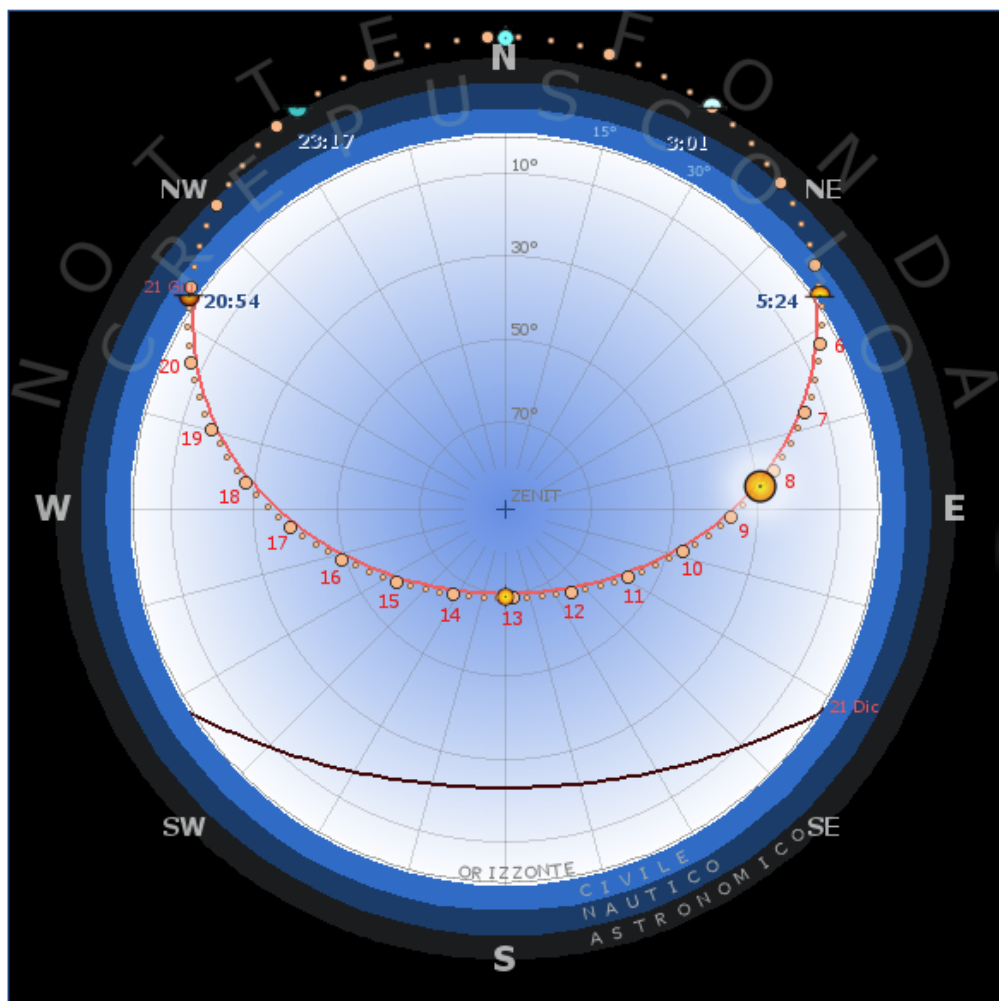 NOTTE FONDA
CREPUSCOLO
N
15°
23:17
3:01
10°
30°
NW
NE
30°
21 Giu
20:54
5:24
50°
20
6
70°
19
7
18
ZENIT
8
W
E
17
9
16
10
15
11
14
13
12
21 Dic
SW
SE
ORIZZONTE
CIVILE
NAUTICO
ASTRONOMICO
S